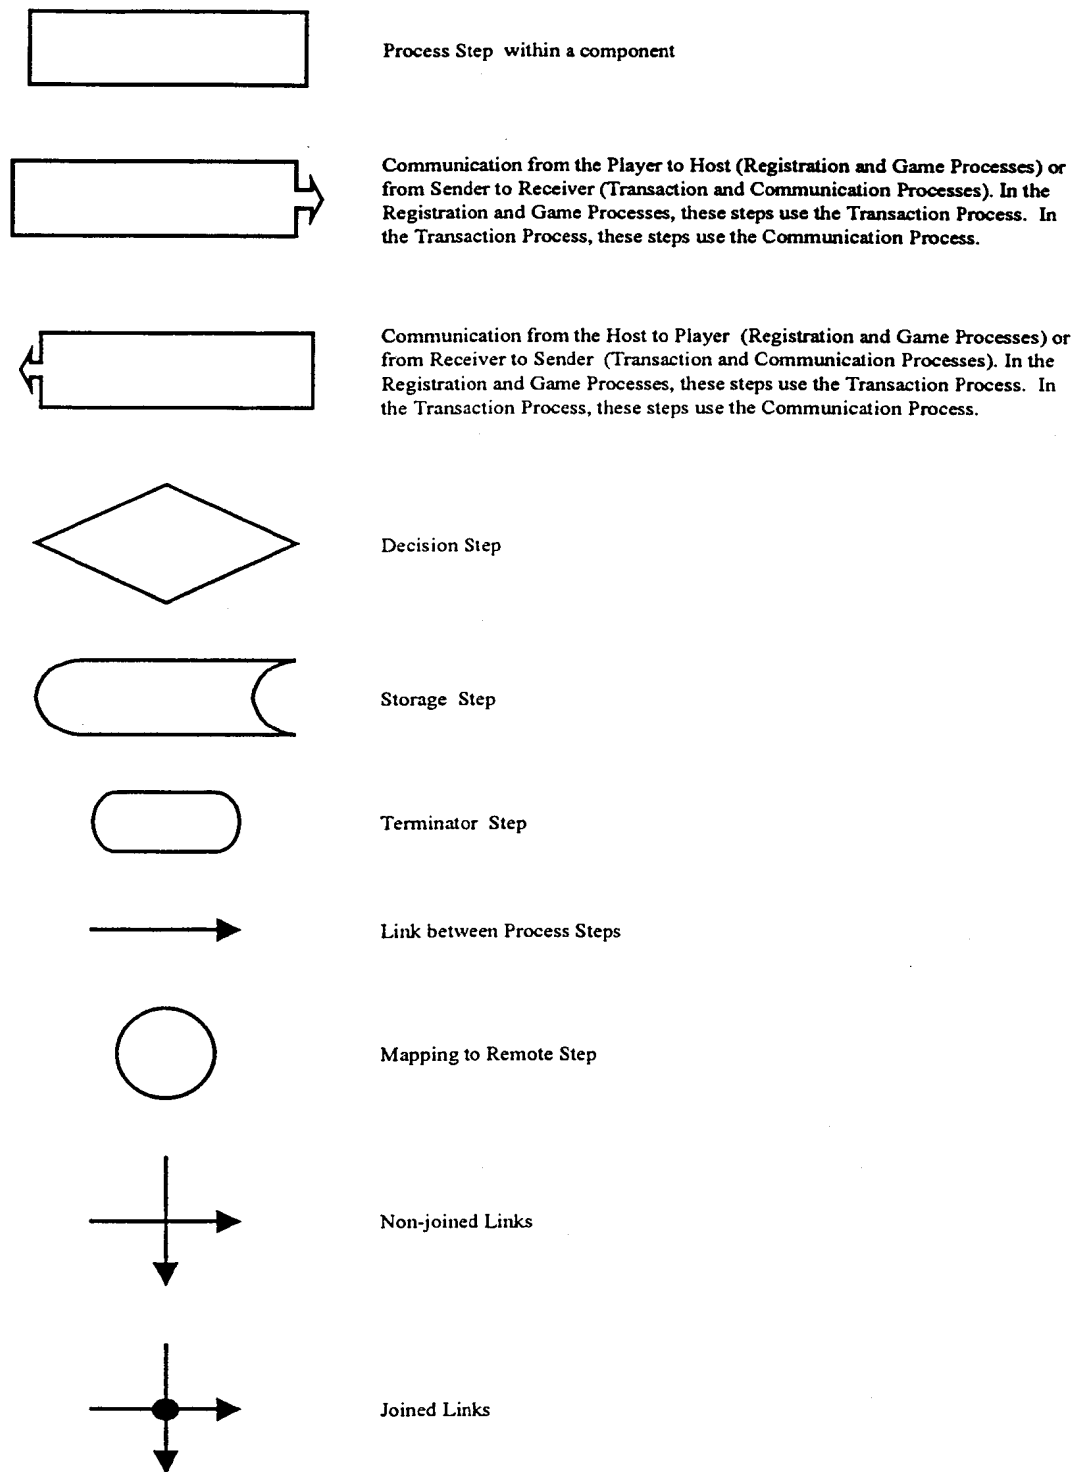 Process Step within a component
Communication from the Player to Host (Registration and Game Processes) or
from Sender to Receiver (Transaction and Communication Processes). In the
Registration and Game Processes, these steps use the Transaction Process. In
the Transaction Process, these steps use the Communication Process.
Communication from the Host to Player (Registration and Game Processes) or
from Receiver to Sender (Transaction and Communication Processes). In the
Registration and Game Processes, these steps use the Transaction Process. In
the Transaction Process, these steps use the Communication Process.
Decision Step
Storage Step
Terminator Step
Link between Process Steps
Mapping to Remote Step
Non-joined Links
Joined Links